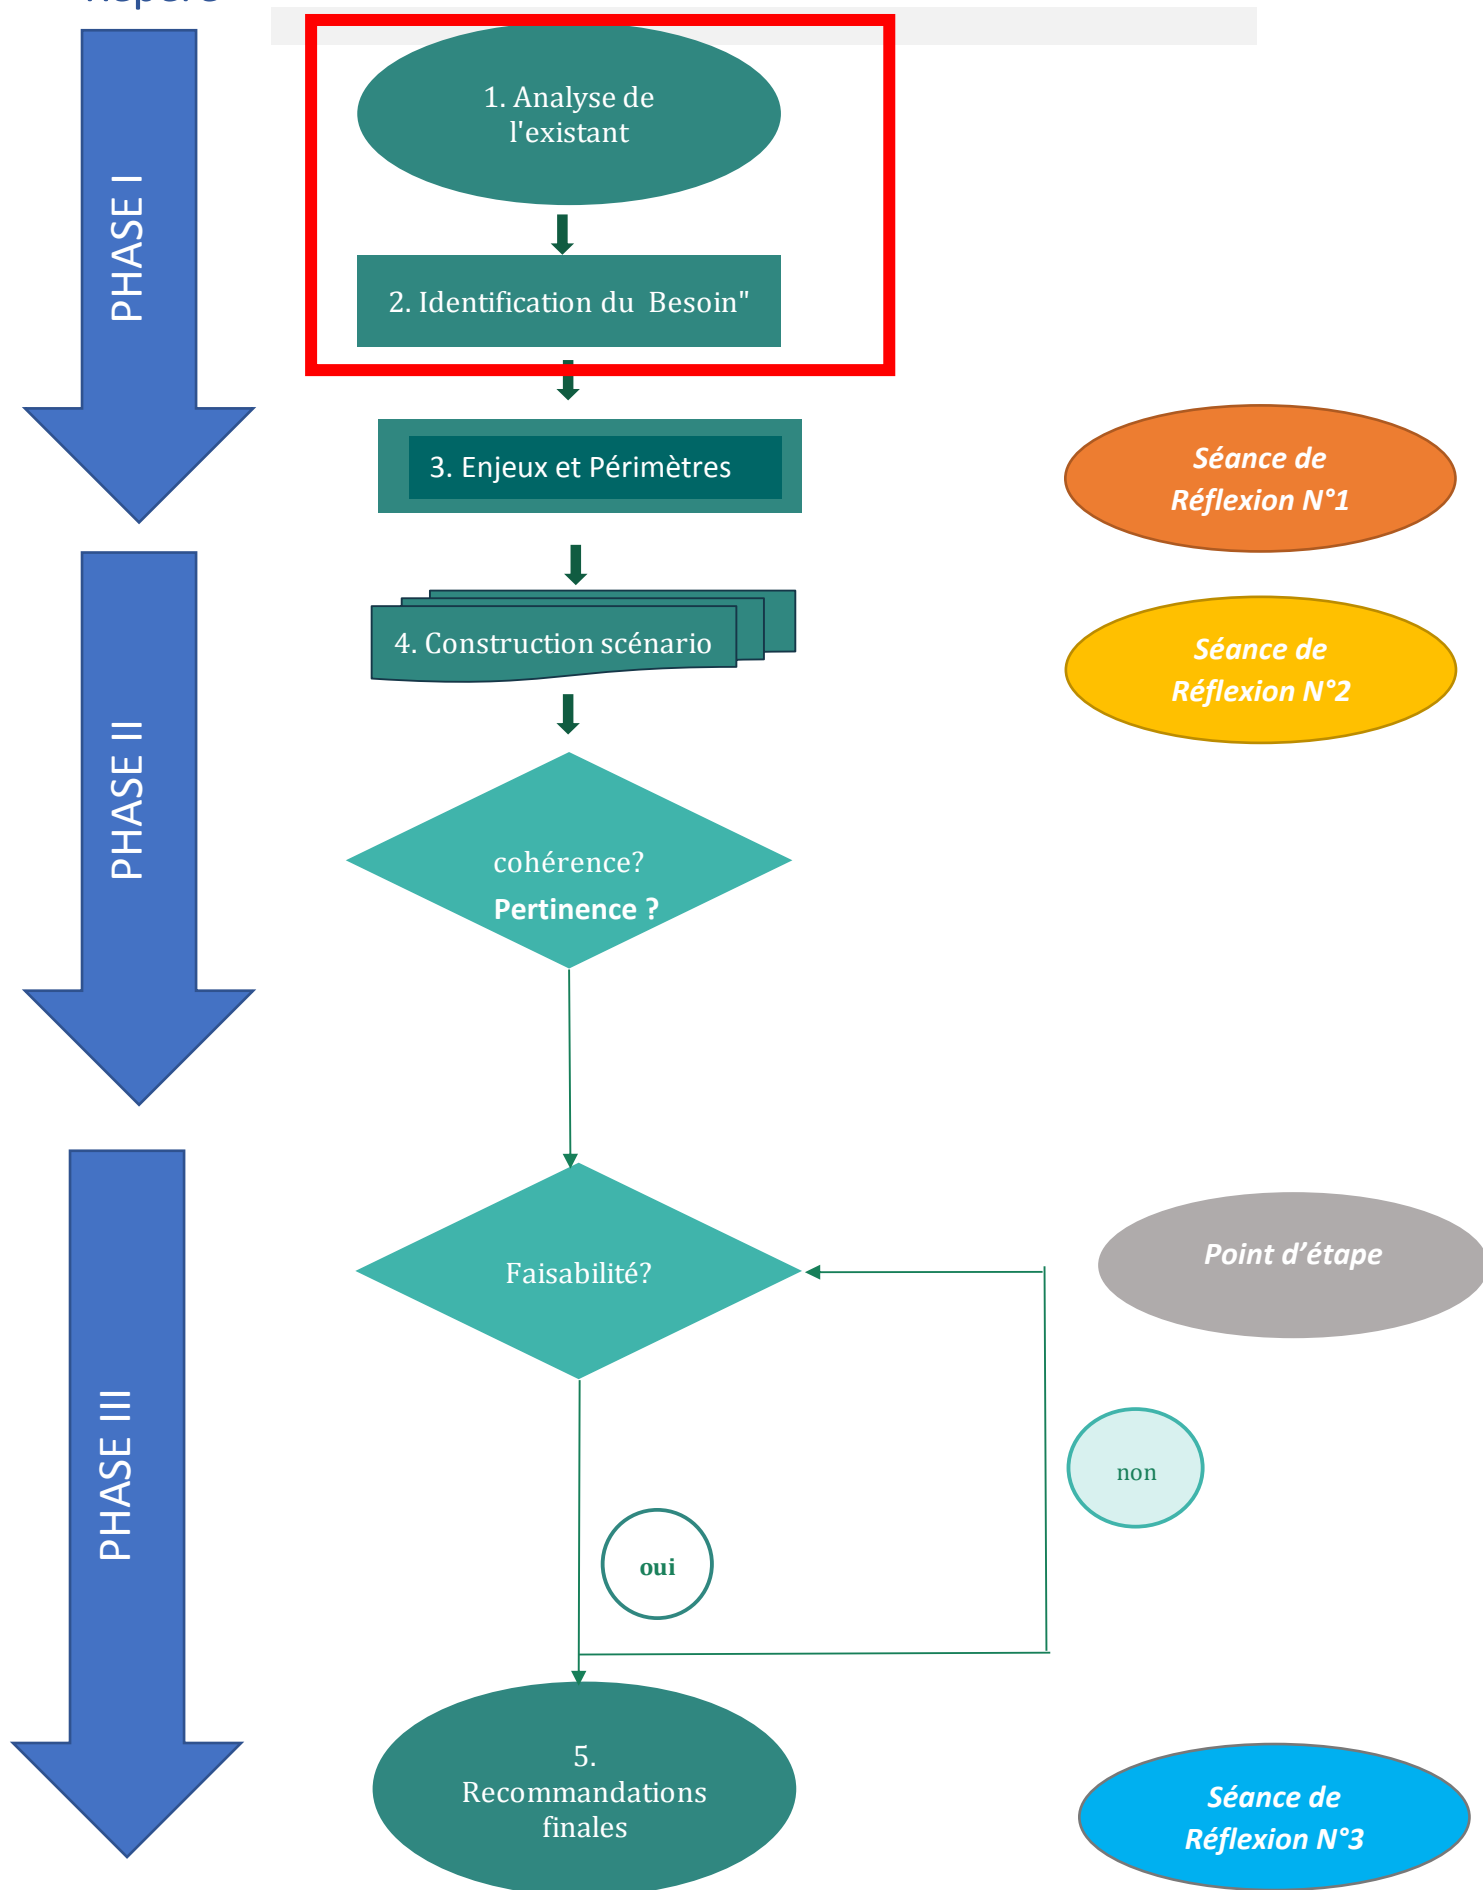 PHASE I
1. Analyse de
l'existant
2. Identification du  Besoin"
3. Enjeux et Périmètres
Séance de
Réflexion N°1
PHASE II
4. Construction scénario
Séance de
Réflexion N°2
cohérence?
Pertinence ?
PHASE III
Faisabilité?
Point d’étape
non
oui
5.
Recommandations
finales
Séance de
Réflexion N°3